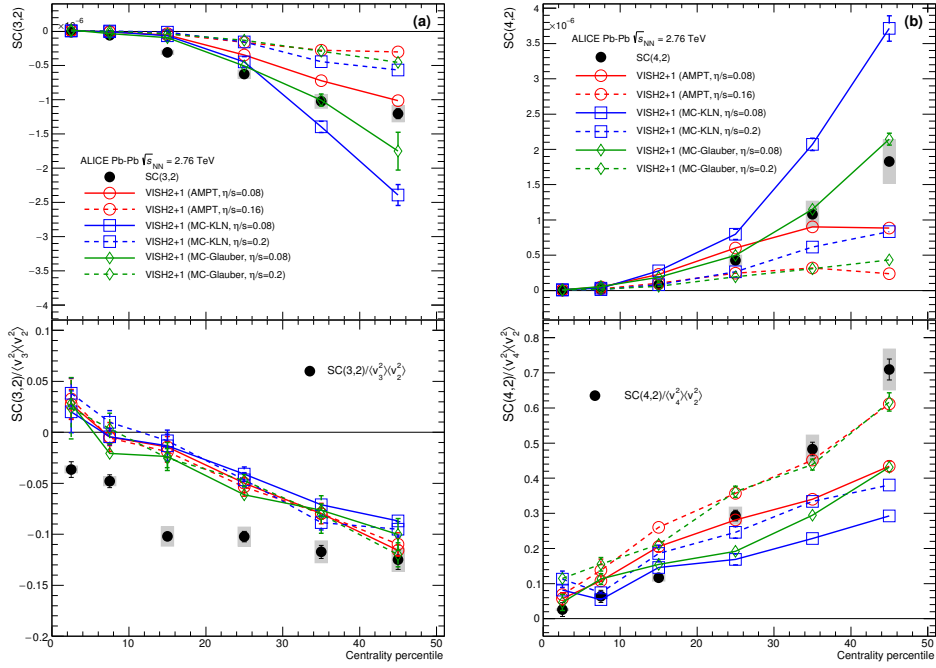 ×10⁻⁶
(a)
SC(3,2)
0
−0.5
−1
−1.5
−2
−2.5
−3
−3.5
−4
ALICE Pb-Pb √sNN = 2.76 TeV
SC(3,2)
VISH2+1 (AMPT, η/s=0.08)
VISH2+1 (AMPT, η/s=0.16)
VISH2+1 (MC-KLN, η/s=0.08)
VISH2+1 (MC-KLN, η/s=0.2)
VISH2+1 (MC-Glauber, η/s=0.08)
VISH2+1 (MC-Glauber, η/s=0.2)
SC(3,2)/⟨v₃²⟩⟨v₂²⟩
0.1
0.05
0
−0.05
−0.1
−0.15
−0.2
SC(3,2)/⟨v₃²⟩⟨v₂²⟩
0 10 20 30 40 50
Centrality percentile
×10⁻⁶
(b)
SC(4,2)
4
3.5
3
2.5
2
1.5
1
0.5
0
ALICE Pb-Pb √sNN = 2.76 TeV
SC(4,2)
VISH2+1 (AMPT, η/s=0.08)
VISH2+1 (AMPT, η/s=0.16)
VISH2+1 (MC-KLN, η/s=0.08)
VISH2+1 (MC-KLN, η/s=0.2)
VISH2+1 (MC-Glauber, η/s=0.08)
VISH2+1 (MC-Glauber, η/s=0.2)
SC(4,2)/⟨v₄²⟩⟨v₂²⟩
0.8
0.7
0.6
0.5
0.4
0.3
0.2
0.1
0
SC(4,2)/⟨v₄²⟩⟨v₂²⟩
0 10 20 30 40 50
Centrality percentile